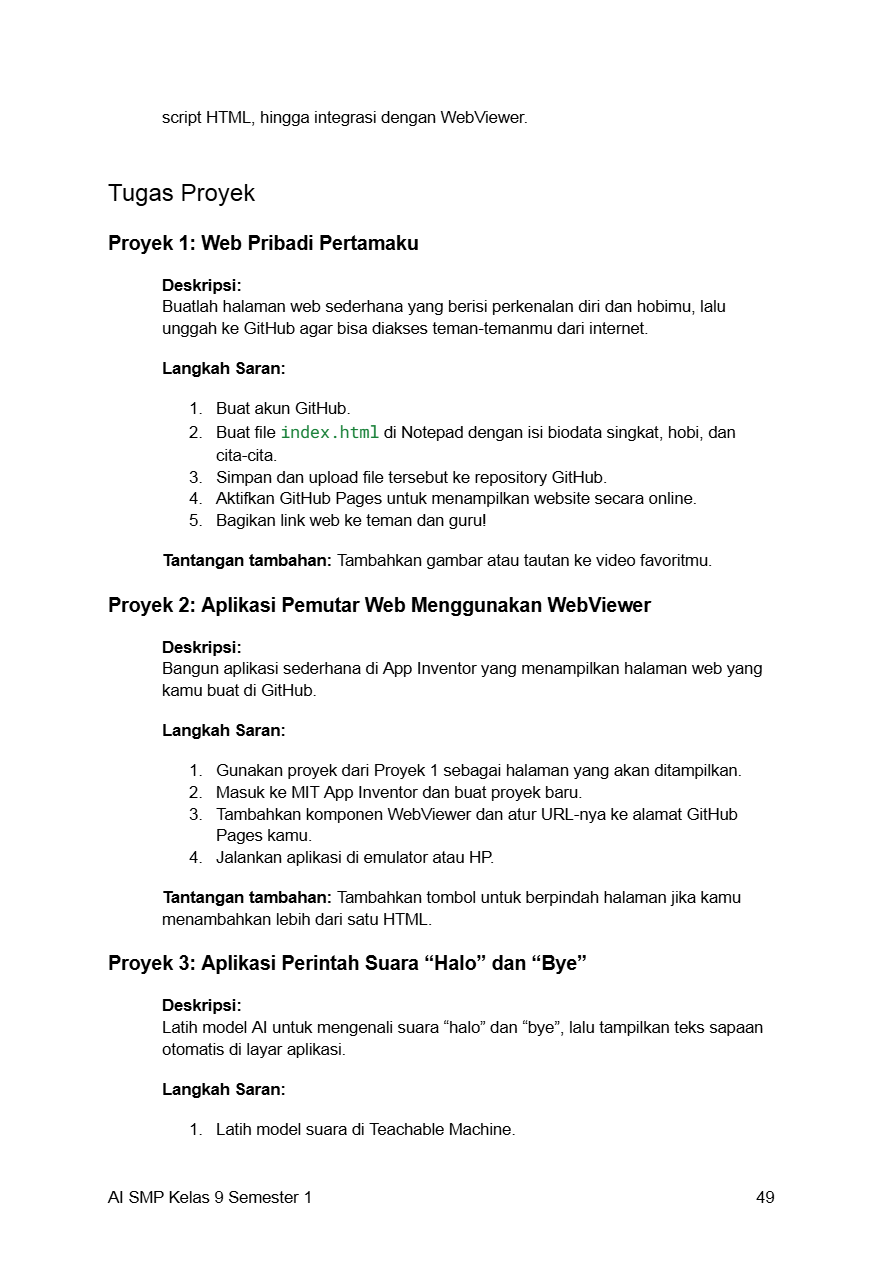 script HTML, hingga integrasi dengan WebViewer.
Tugas Proyek
Proyek 1: Web Pribadi Pertamaku
Deskripsi:
Buatlah halaman web sederhana yang berisi perkenalan diri dan hobimu, lalu
unggah ke GitHub agar bisa diakses teman-temanmu dari internet.
Langkah Saran:
1. Buat akun GitHub.
2. Buat file index.html di Notepad dengan isi biodata singkat, hobi, dan
cita-cita.
3. Simpan dan upload file tersebut ke repository GitHub.
4. Aktifkan GitHub Pages untuk menampilkan website secara online.
5. Bagikan link web ke teman dan guru!
Tantangan tambahan: Tambahkan gambar atau tautan ke video favoritmu.
Proyek 2: Aplikasi Pemutar Web Menggunakan WebViewer
Deskripsi:
Bangun aplikasi sederhana di App Inventor yang menampilkan halaman web yang
kamu buat di GitHub.
Langkah Saran:
1. Gunakan proyek dari Proyek 1 sebagai halaman yang akan ditampilkan.
2. Masuk ke MIT App Inventor dan buat proyek baru.
3. Tambahkan komponen WebViewer dan atur URL-nya ke alamat GitHub
Pages kamu.
4. Jalankan aplikasi di emulator atau HP.
Tantangan tambahan: Tambahkan tombol untuk berpindah halaman jika kamu
menambahkan lebih dari satu HTML.
Proyek 3: Aplikasi Perintah Suara “Halo” dan “Bye”
Deskripsi:
Latih model AI untuk mengenali suara “halo” dan “bye”, lalu tampilkan teks sapaan
otomatis di layar aplikasi.
Langkah Saran:
1. Latih model suara di Teachable Machine.
AI SMP Kelas 9 Semester 1
49